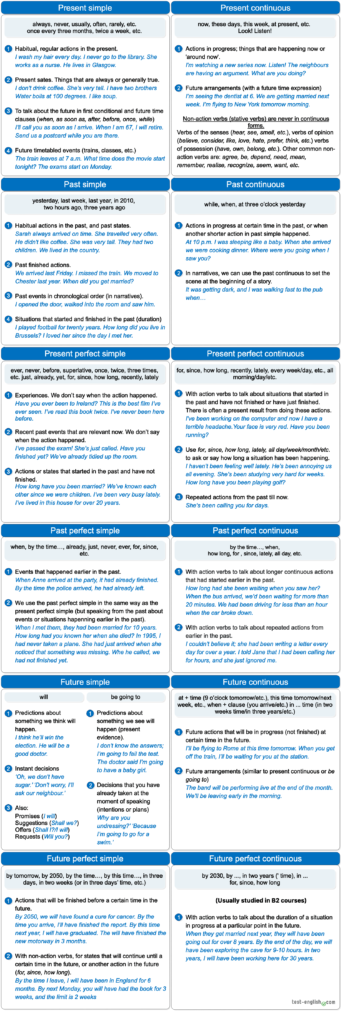 Present simple
always, never, usually, often, rarely, etc.
once every three months, twice a week, etc.
1 Habitual, regular actions in the present.
I wash my hair every day. I never go to the library. She
works as a nurse. He lives in Glasgow.
2 Present sates. Things that are always or generally true.
I don't drink coffee. She's very tall. I have two brothers
Water boils at 100 degrees. I like soup.
3 To talk about the future in first conditional and future time
clauses (when, as soon as, after, before, once, while)
I'll call you as soon as I arrive. When I am 67, I will retire.
Send us a postcard while you are there.
4 Future timetabled events (trains, classes, etc.)
The train leaves at 7 a.m. What time does the movie start
tonight? The exams start on Monday.
Present continuous
now, these days, this week, at present, etc.
Look! Listen!
1 Actions in progress; things that are happening now or
'around now'.
I'm watching a new series now. Listen! The neighbours
are having an argument. What are you doing?
2 Future arrangements (with a future time expression)
I'm seeing the dentist at 6. We are getting married next
week. I'm flying to New York tomorrow morning.
Non-action verbs (stative verbs) are never in continuous
forms.
Verbs of the senses (hear, see, smell, etc.), verbs of opinion
(believe, consider, like, love, hate, prefer, think, etc.) verbs
of possession (have, own, belong, etc.). Other common non-
action verbs are: agree, be, depend, need, mean,
remember, realise, recognize, seem, want, etc.
Past simple
yesterday, last week, last year, in 2010,
two hours ago, three years ago
1 Habitual actions in the past, and past states.
Sarah always arrived on time. She travelled very often.
He didn't like coffee. She was very tall. They had two
children. We lived in the country.
2 Past finished actions.
We arrived last Friday. I missed the train. We moved to
Chester last year. When did you get married?
3 Past events in chronological order (in narratives).
I opened the door, walked into the room and saw him.
4 Situations that started and finished in the past (duration)
I played football for twenty years. How long did you live in
Brussels? I loved her since the day I met her.
Past continuous
while, when, at three o'clock yesterday
1 Actions in progress at certain time in the past, or when
another shorter action in past simple happened.
At 10 p.m. I was sleeping like a baby. When she arrived
we were cooking dinner. Where were you going when I
saw you?
2 In narratives, we can use the past continuous to set the
scene at the beginning of a story.
It was getting dark, and I was walking fast to the pub
when…
Present perfect simple
ever, never, before, superlative, once, twice, three times,
etc. just, already, yet, for, since, how long, recently, lately
1 Experiences. We don't say when the action happened.
Have you ever been to Ireland? This is the best film I've
ever seen. I've read this book twice. I've never been here
before.
2 Recent past events that are relevant now. We don't say
when the action happened.
I've passed the exam! She's just called. Have you
finished yet? We've already tidied up the room.
3 Actions or states that started in the past and have not
finished.
How long have you been married? We've known each
other since we were children. I've been very busy lately.
I've lived in this house for over 20 years.
Present perfect continuous
for, since, how long, recently, lately, every week/day, etc., all
morning/day/etc.
1 With action verbs to talk about situations that started in
the past and have not finished or have just finished.
There is often a present result from doing these actions.
I've been working on the computer and now I have a
terrible headache. Your face is very red. Have you been
running?
2 Use for, since, how long, lately, all day/week/month/etc.
to ask or say how long a situation has been happening.
I haven't been feeling well lately. He's been annoying us all
evening. She's been studying very hard for weeks.
How long have you been playing golf?
3 Repeated actions from the past till now.
She's been calling you for days.
Past perfect simple
when, by the time…, already, just, never, ever, for, since,
etc.
1 Events that happened earlier in the past.
When Anne arrived at the party, it had already finished.
By the time the police arrived, he had already left.
2 We use the past perfect simple in the same way as the
present perfect simple (but speaking from the past about
events or situations happening earlier in the past).
When I met them, they had been married for 10 years.
How long had you known her when she died? In 1995, I
had never taken a plane. She had just arrived when she
noticed that something was missing. Whe he called, we
had not finished yet.
Past perfect continuous
by the time…, when,
how long, for , since, lately, all day, etc.
1 With action verbs to talk about longer continuous actions
that had started earlier in the past.
How long had she been waiting when you saw her?
When the bus arrived, we'd been waiting for more than
20 minutes. We had been driving for less than an hour
when the car broke down.
2 With action verbs to talk about repeated actions from
earlier in the past.
I couldn't believe it; she had been writing a letter every
day for over a year. I told Jane that I had been calling her
for hours, and she just ignored me.
Future simple
will
1 Predictions about
something we think will
happen.
I think he'll win the
election. He will be a
good doctor.
2 Instant decisions
'Oh, we don't have
sugar.' 'Don't worry, I'll
ask our neighbour.'
3 Also:
Promises (I will)
Suggestions (Shall we?)
Offers (Shall I?/I will)
Requests (Will you?)
be going to
1 Predictions about
something we see will
happen (present
evidence).
I don't know the answers;
I'm going to fail the test.
The doctor said I'm going
to have a baby girl.
2 Decisions that you have
already taken at the
moment of speaking
(intentions or plans)
Why are you
undressing?' 'Because
I'm going to go for a
swim.'
Future continuous
at + time (9 o'clock tomorrow/etc.), this time tomorrow/next
week, etc., when + clause (you arrive/etc.) in ... time (in two
weeks time/in three years/etc.)
1 Future actions that will be in progress (not finished) at
certain time in the future.
I'll be flying to Rome at this time tomorrow. When you get
off the train, I'll be waiting for you at the station.
2 Future arrangements (similar to present continuous or be
going to)
The band will be performing live at the end of the month.
We'll be leaving early in the morning.
Future perfect simple
by tomorrow, by 2050, by the time…, by this time…, in three
days, in two weeks (or in three days' time, etc.)
1 Actions that will be finished before a certain time in the
future.
By 2050, we will have found a cure for cancer. By the
time you arrive, I'll have finished the report. By this time
next year, I will have graduated. The will have finished the
new motorway in 3 months.
2 With non-action verbs, for states that will continue until a
certain time in the future, or another action in the future
(for, since, how long).
By the time I leave, I will have been in England for 6
months. By next Monday, you will have had the book for 3
weeks, and the limit is 2 weeks
Future perfect continuous
by 2030, by …, in two years (' time), in …
for, since, how long
(Usually studied in B2 courses)
1 With action verbs to talk about the duration of a situation
in progress at a particular point in the future.
When they get married next year, they will have been
going out for over 8 years. By the end of the day, we will
have been exploring the cave for 9-10 hours. In two
years, I will have been working here for 30 years.
test-english.com